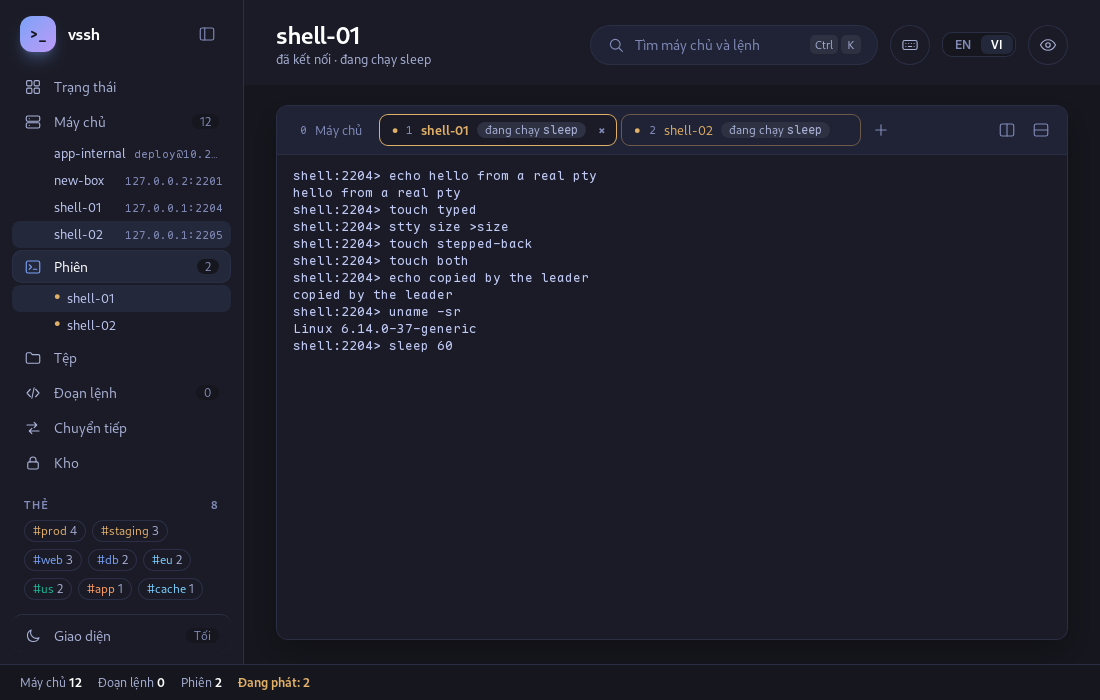 >_ vssh
Trạng thái
Máy chủ 12
app-internal deploy@10.2…
new-box 127.0.0.2:2201
shell-01 127.0.0.1:2204
shell-02 127.0.0.1:2205
Phiên 2
shell-01
shell-02
Tệp
Đoạn lệnh 0
Chuyển tiếp
Kho
THẺ 8
#prod 4 #staging 3
#web 3 #db 2 #eu 2
#us 2 #app 1 #cache 1
Giao diện Tối
shell-01
đã kết nối · đang chạy sleep
Tìm máy chủ và lệnh Ctrl K
EN VI
0 Máy chủ
1 shell-01 đang chạy sleep ×
2 shell-02 đang chạy sleep
shell:2204> echo hello from a real pty
hello from a real pty
shell:2204> touch typed
shell:2204> stty size >size
shell:2204> touch stepped-back
shell:2204> touch both
shell:2204> echo copied by the leader
copied by the leader
shell:2204> uname -sr
Linux 6.14.0-37-generic
shell:2204> sleep 60
Máy chủ 12 Đoạn lệnh 0 Phiên 2 Đang phát: 2